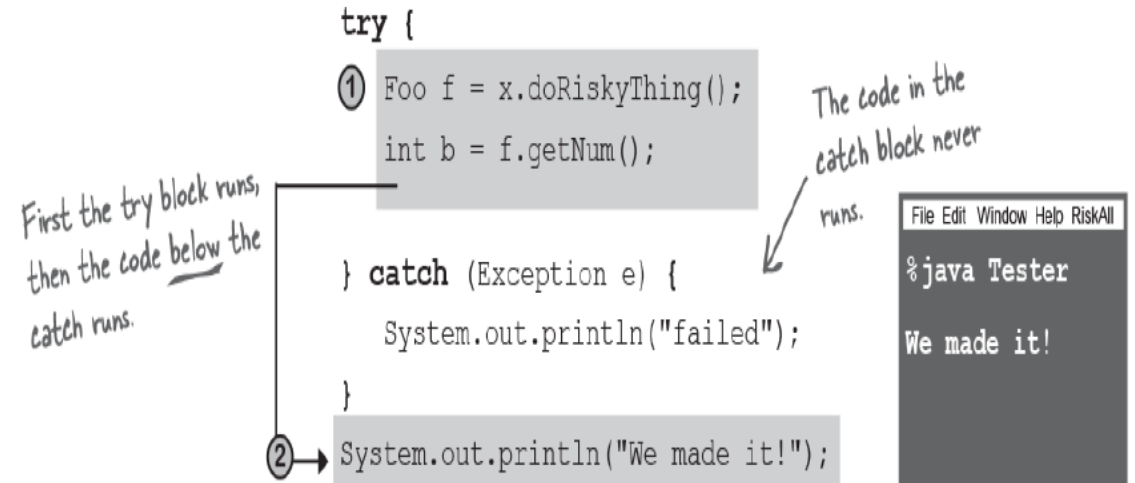 try {
1 Foo f = x.doRiskyThing();
int b = f.getNum();
First the try block runs,
then the code below the
catch runs.
The code in the
catch block never
runs.
} catch (Exception e) {
System.out.println("failed");
}
2 System.out.println("We made it!");
File Edit Window Help RiskAll
%java Tester
We made it!